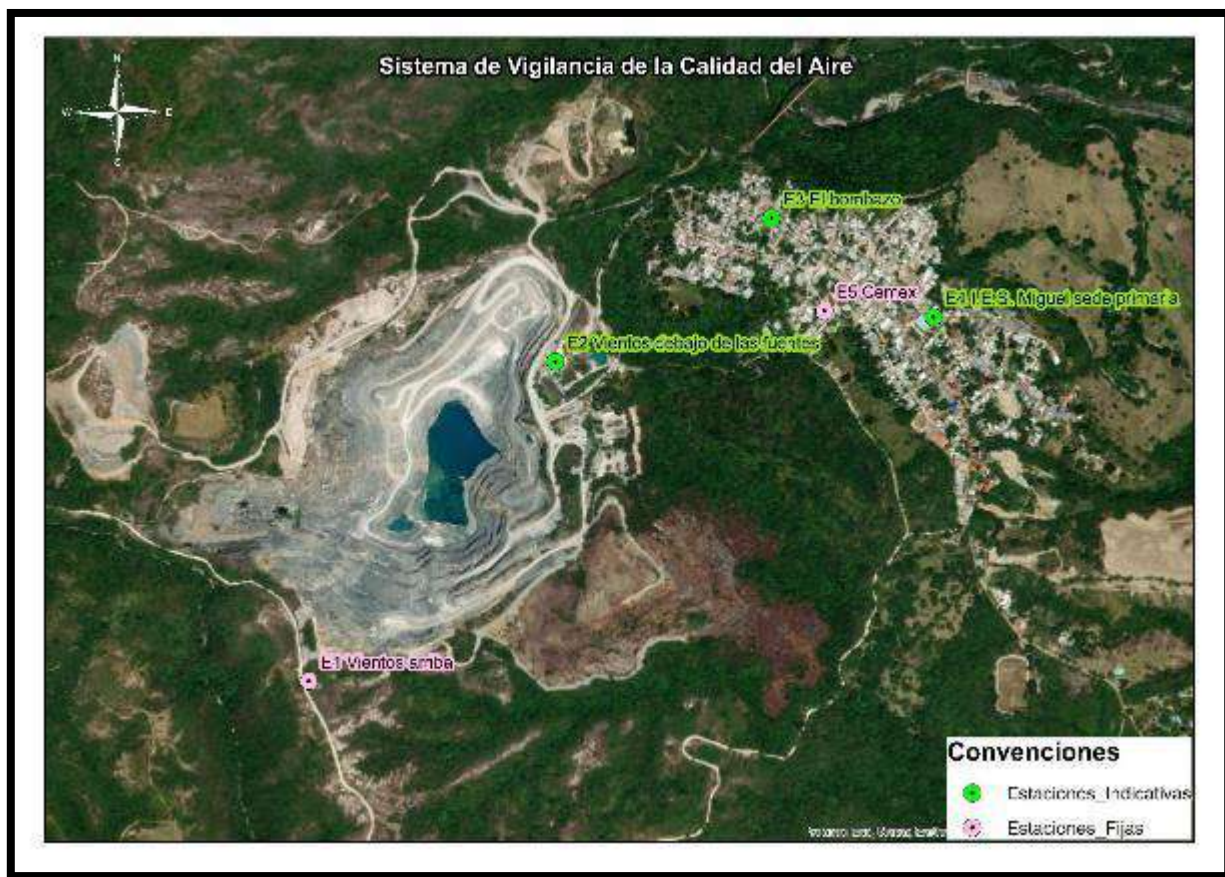 Sistema de Vigilancia de la Calidad del Aire
N
W E
E3 El bombazo
E5 Cemex
E4 I.E.S. Miguel sede primaria
E2 Vientos debajo de las fuentes
E1 Vientos arriba
Convenciones
Estaciones_Indicativas
Estaciones_Fijas